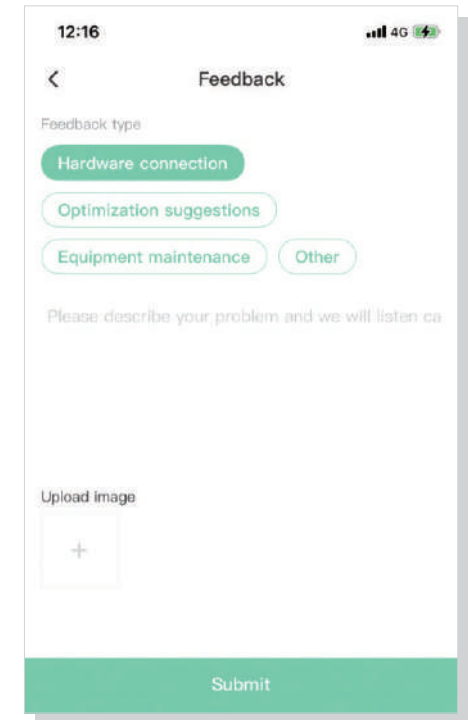 12:16
4G
Feedback
Feedback type
Hardware connection
Optimization suggestions
Equipment maintenance Other
Please describe your problem and we will listen ca
Upload image
+
Submit